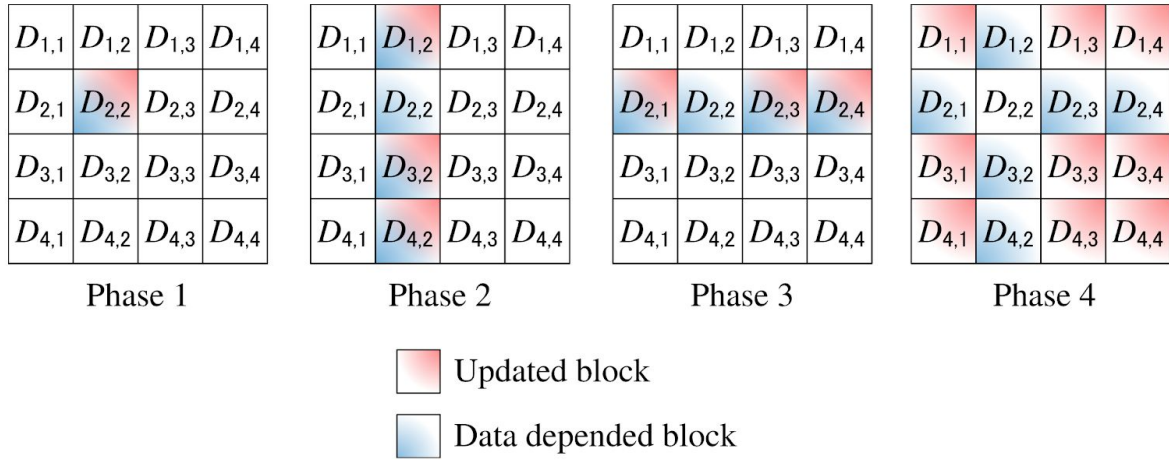 D1,1 D1,2 D1,3 D1,4 D1,1 D1,2 D1,3 D1,4 D1,1 D1,2 D1,3 D1,4 D1,1 D1,2 D1,3 D1,4
D2,1 D2,2 D2,3 D2,4 D2,1 D2,2 D2,3 D2,4 D2,1 D2,2 D2,3 D2,4 D2,1 D2,2 D2,3 D2,4
D3,1 D3,2 D3,3 D3,4 D3,1 D3,2 D3,3 D3,4 D3,1 D3,2 D3,3 D3,4 D3,1 D3,2 D3,3 D3,4
D4,1 D4,2 D4,3 D4,4 D4,1 D4,2 D4,3 D4,4 D4,1 D4,2 D4,3 D4,4 D4,1 D4,2 D4,3 D4,4
Phase 1 Phase 2 Phase 3 Phase 4
Updated block
Data depended block